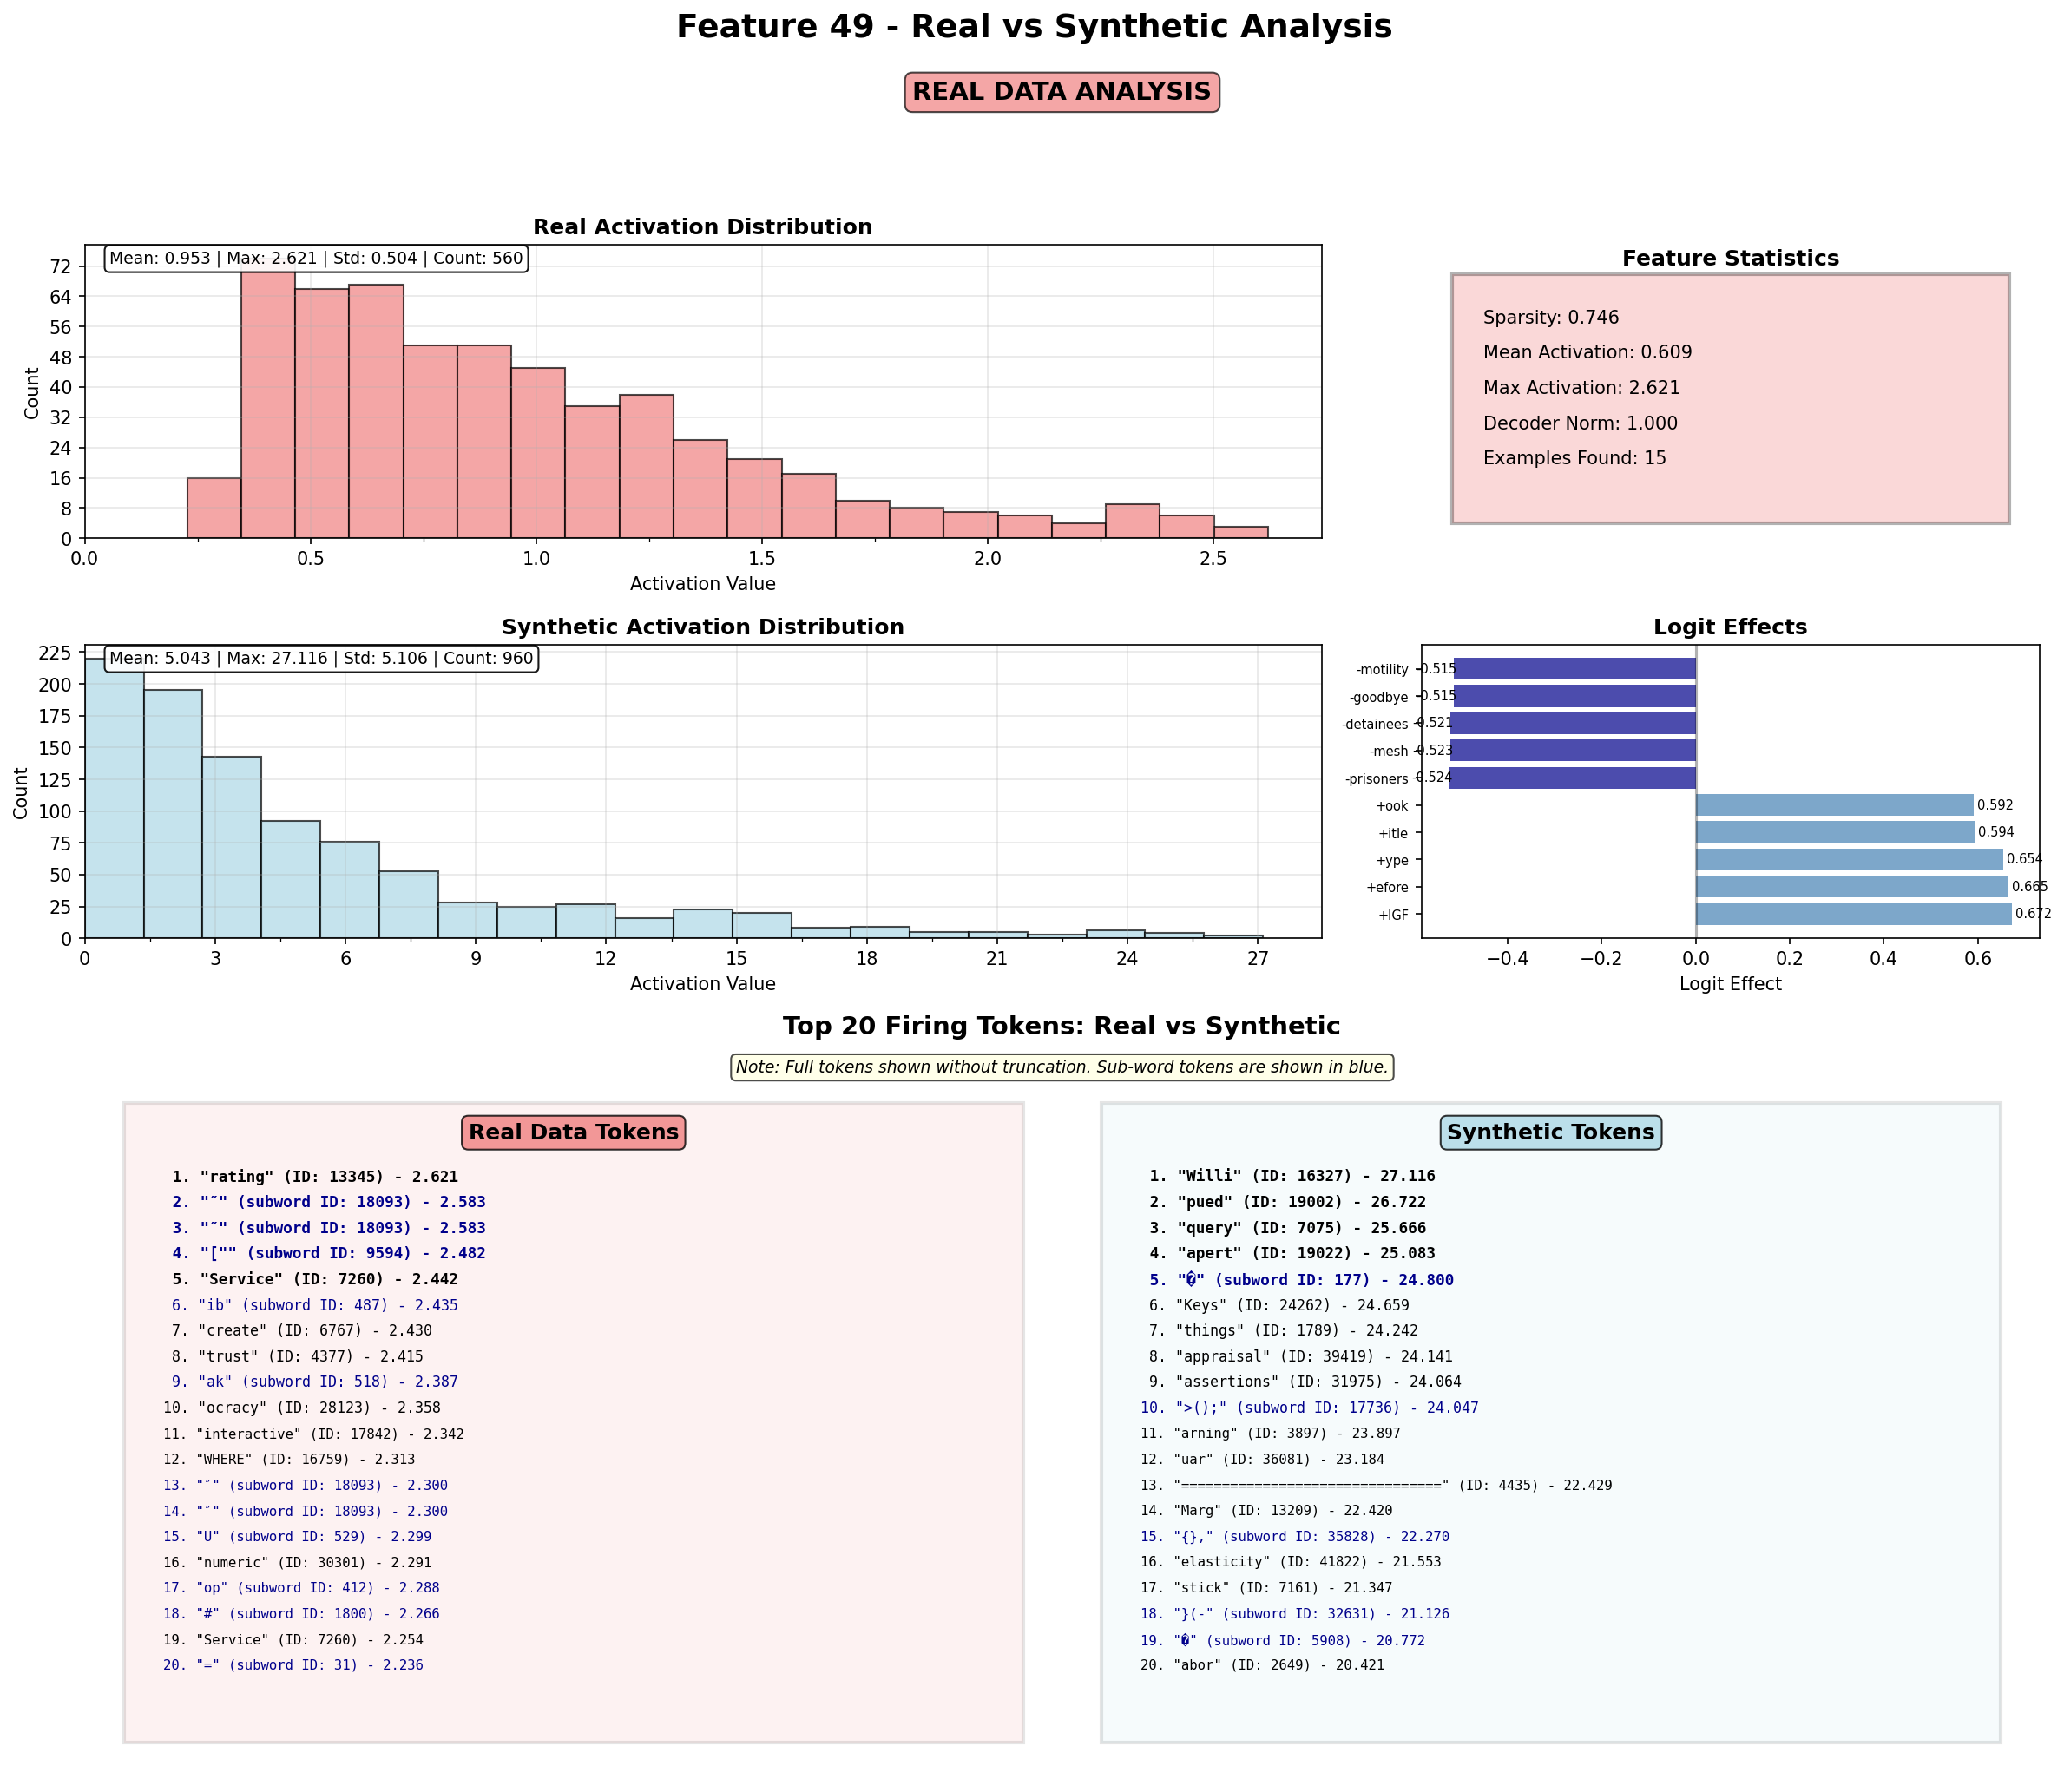 Feature 49 - Real vs Synthetic Analysis
REAL DATA ANALYSIS
Real Activation Distribution
Mean: 0.953 | Max: 2.621 | Std: 0.504 | Count: 560
72
64
56
48
40
32
24
16
8
0
Count
0.0 0.5 1.0 1.5 2.0 2.5
Activation Value
Feature Statistics
Sparsity: 0.746
Mean Activation: 0.609
Max Activation: 2.621
Decoder Norm: 1.000
Examples Found: 15
Synthetic Activation Distribution
Mean: 5.043 | Max: 27.116 | Std: 5.106 | Count: 960
225
200
175
150
125
100
75
50
25
0
Count
0 3 6 9 12 15 18 21 24 27
Activation Value
Logit Effects
-motility -0.515
-goodbye -0.515
-detainees -0.521
-mesh -0.523
-prisoners -0.524
+ook 0.592
+itle 0.594
+ype 0.654
+efore 0.665
+IGF 0.672
−0.4 −0.2 0.0 0.2 0.4 0.6
Logit Effect
Top 20 Firing Tokens: Real vs Synthetic
Note: Full tokens shown without truncation. Sub-word tokens are shown in blue.
Real Data Tokens
1. "rating" (ID: 13345) - 2.621
2. "˝" (subword ID: 18093) - 2.583
3. "˝" (subword ID: 18093) - 2.583
4. "["" (subword ID: 9594) - 2.482
5. "Service" (ID: 7260) - 2.442
6. "ib" (subword ID: 487) - 2.435
7. "create" (ID: 6767) - 2.430
8. "trust" (ID: 4377) - 2.415
9. "ak" (subword ID: 518) - 2.387
10. "ocracy" (ID: 28123) - 2.358
11. "interactive" (ID: 17842) - 2.342
12. "WHERE" (ID: 16759) - 2.313
13. "˝" (subword ID: 18093) - 2.300
14. "˝" (subword ID: 18093) - 2.300
15. "U" (subword ID: 529) - 2.299
16. "numeric" (ID: 30301) - 2.291
17. "op" (subword ID: 412) - 2.288
18. "#" (subword ID: 1800) - 2.266
19. "Service" (ID: 7260) - 2.254
20. "=" (subword ID: 31) - 2.236
Synthetic Tokens
1. "Willi" (ID: 16327) - 27.116
2. "pued" (ID: 19002) - 26.722
3. "query" (ID: 7075) - 25.666
4. "apert" (ID: 19022) - 25.083
5. "�" (subword ID: 177) - 24.800
6. "Keys" (ID: 24262) - 24.659
7. "things" (ID: 1789) - 24.242
8. "appraisal" (ID: 39419) - 24.141
9. "assertions" (ID: 31975) - 24.064
10. ">();" (subword ID: 17736) - 24.047
11. "arning" (ID: 3897) - 23.897
12. "uar" (ID: 36081) - 23.184
13. "================================" (ID: 4435) - 22.429
14. "Marg" (ID: 13209) - 22.420
15. "{}," (subword ID: 35828) - 22.270
16. "elasticity" (ID: 41822) - 21.553
17. "stick" (ID: 7161) - 21.347
18. "}(-" (subword ID: 32631) - 21.126
19. "�" (subword ID: 5908) - 20.772
20. "abor" (ID: 2649) - 20.421